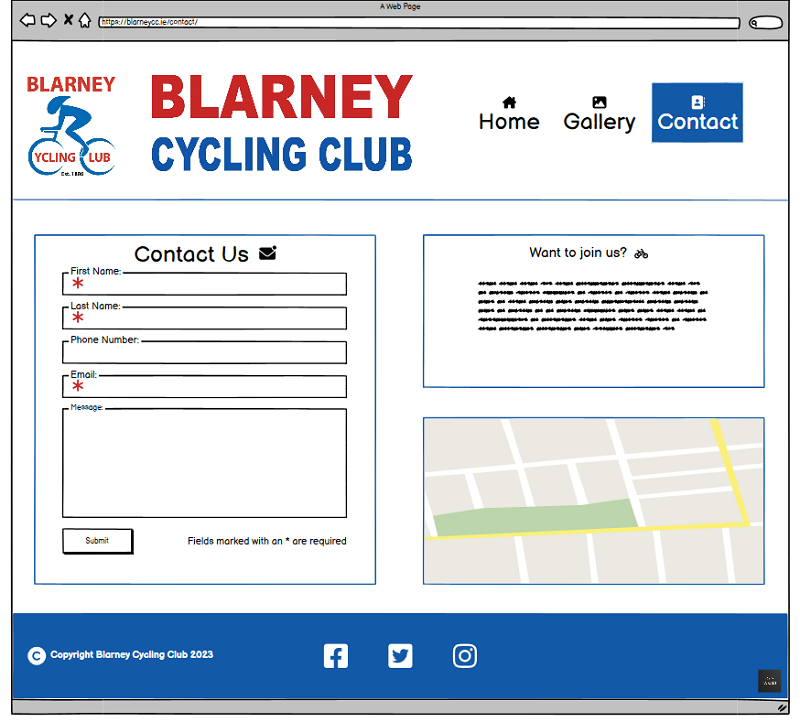 A Web Page
https://blarneycc.ie/contact/
BLARNEY
CYCLING CLUB
Est. 1886
BLARNEY
CYCLING CLUB
Home
Gallery
Contact
Contact Us
First Name:
*
Last Name:
*
Phone Number:
Email:
*
Message:
Submit
Fields marked with an * are required
Want to join us?
C Copyright Blarney Cycling Club 2023